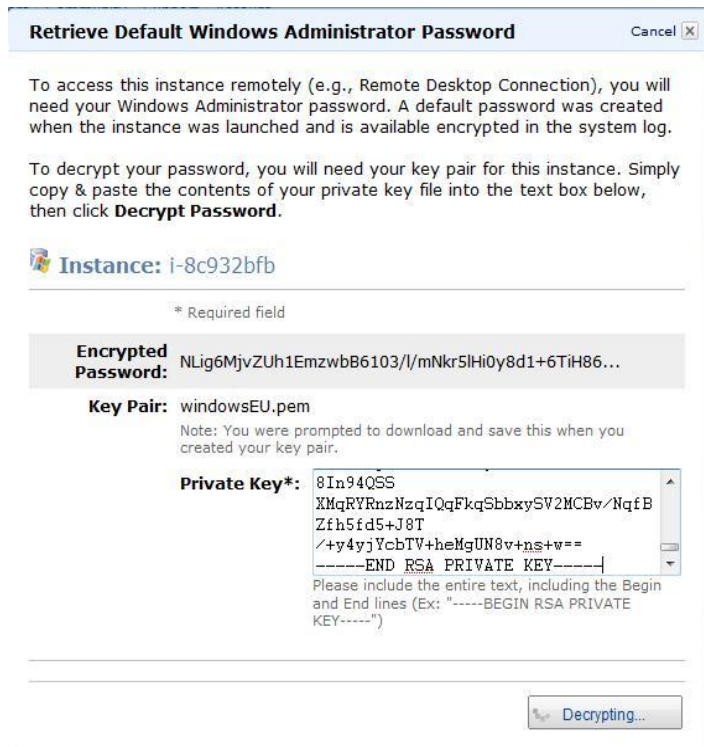 Retrieve Default Windows Administrator Password
Cancel
To access this instance remotely (e.g., Remote Desktop Connection), you will
need your Windows Administrator password. A default password was created
when the instance was launched and is available encrypted in the system log.
To decrypt your password, you will need your key pair for this instance. Simply
copy & paste the contents of your private key file into the text box below,
then click Decrypt Password.
Instance: i-8c932bfb
* Required field
Encrypted
Password:
NLig6MjvZUh1EmzwbB6103/l/mNkr5lHi0y8d1+6TiH86...
Key Pair: windowsEU.pem
Note: You were prompted to download and save this when you
created your key pair.
Private Key*:
8In94QSS
XMqRYRnzNzqIQqFkqSbbxySV2MCBv/NqfB
Zfh5fd5+J8T
/+y4yjYcbTV+heMgUN8v+ns+w==
-----END RSA PRIVATE KEY-----
Please include the entire text, including the Begin
and End lines (Ex: "-----BEGIN RSA PRIVATE
KEY-----")
Decrypting...